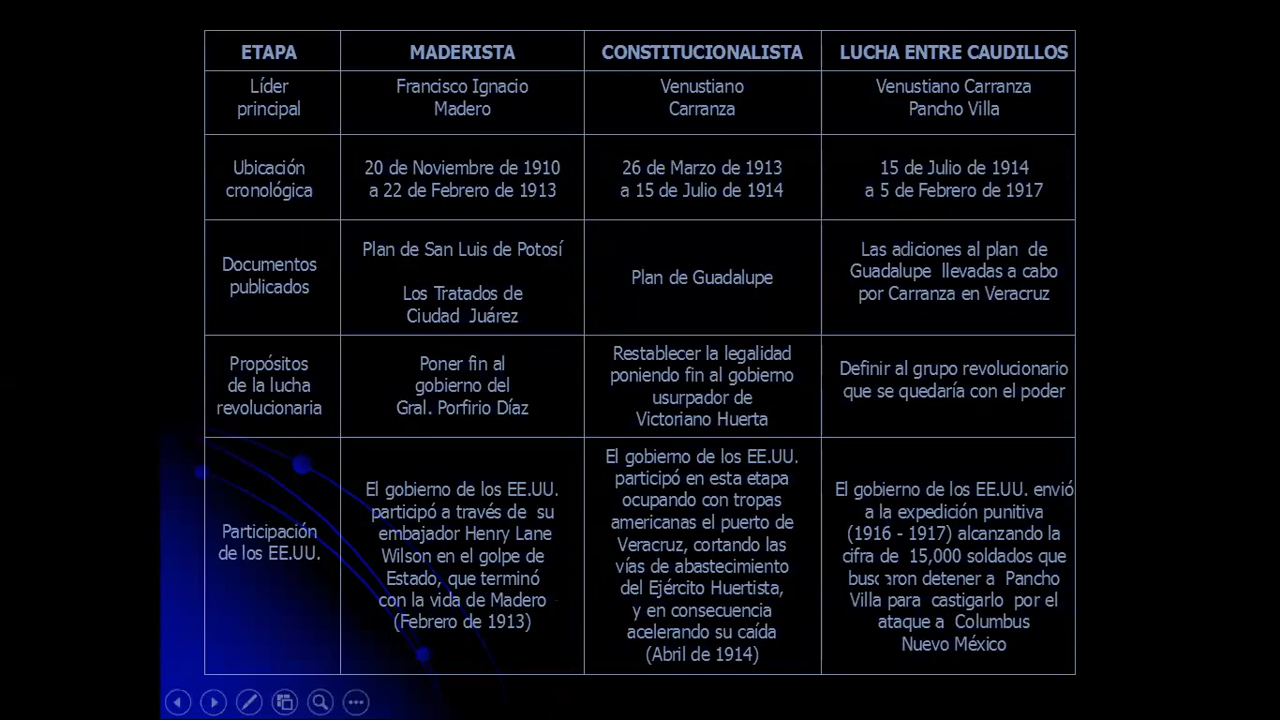 ETAPA
MADERISTA
CONSTITUCIONALISTA
LUCHA ENTRE CAUDILLOS
Líder
principal
Francisco Ignacio
Madero
Venustiano
Carranza
Venustiano Carranza
Pancho Villa
Ubicación
cronológica
20 de Noviembre de 1910
a 22 de Febrero de 1913
26 de Marzo de 1913
a 15 de Julio de 1914
15 de Julio de 1914
a 5 de Febrero de 1917
Documentos
publicados
Plan de San Luis de Potosí
Los Tratados de
Ciudad Juárez
Plan de Guadalupe
Las adiciones al plan de
Guadalupe llevadas a cabo
por Carranza en Veracruz
Propósitos
de la lucha
revolucionaria
Poner fin al
gobierno del
Gral. Porfirio Díaz
Restablecer la legalidad
poniendo fin al gobierno
usurpador de
Victoriano Huerta
Definir al grupo revolucionario
que se quedaría con el poder
Participación
de los EE.UU.
El gobierno de los EE.UU.
participó a través de su
embajador Henry Lane
Wilson en el golpe de
Estado, que terminó
con la vida de Madero
(Febrero de 1913)
El gobierno de los EE.UU.
participó en esta etapa
ocupando con tropas
americanas el puerto de
Veracruz, cortando las
vías de abastecimiento
del Ejército Huertista,
y en consecuencia
acelerando su caída
(Abril de 1914)
El gobierno de los EE.UU. envió
a la expedición punitiva
(1916 - 1917) alcanzando la
cifra de 15,000 soldados que
buscaron detener a Pancho
Villa para castigarlo por el
ataque a Columbus
Nuevo México